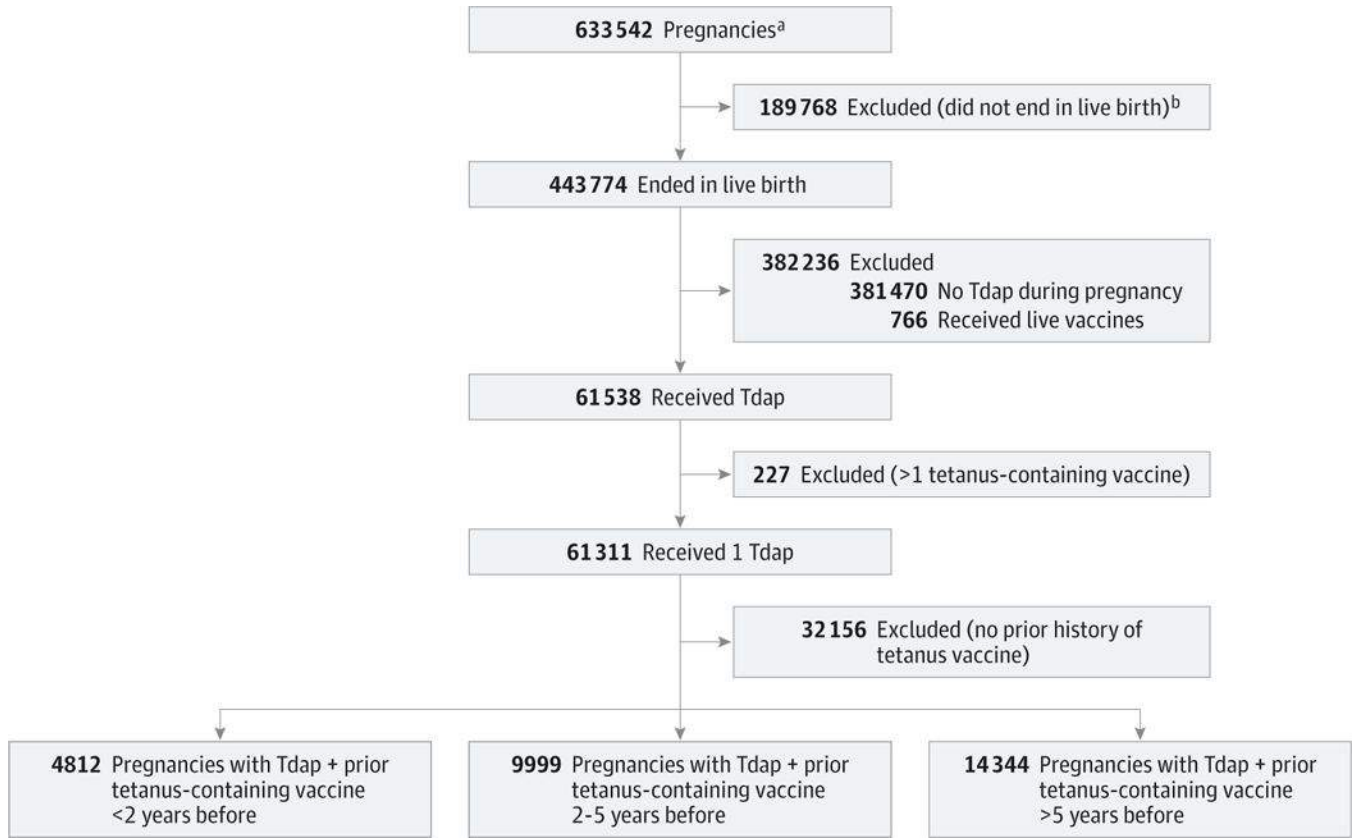 633 542 Pregnanciesa
189 768 Excluded (did not end in live birth)b
443 774 Ended in live birth
382 236 Excluded
381 470 No Tdap during pregnancy
766 Received live vaccines
61 538 Received Tdap
227 Excluded (>1 tetanus-containing vaccine)
61 311 Received 1 Tdap
32 156 Excluded (no prior history of
tetanus vaccine)
4812 Pregnancies with Tdap + prior
tetanus-containing vaccine
<2 years before
9999 Pregnancies with Tdap + prior
tetanus-containing vaccine
2-5 years before
14 344 Pregnancies with Tdap + prior
tetanus-containing vaccine
>5 years before